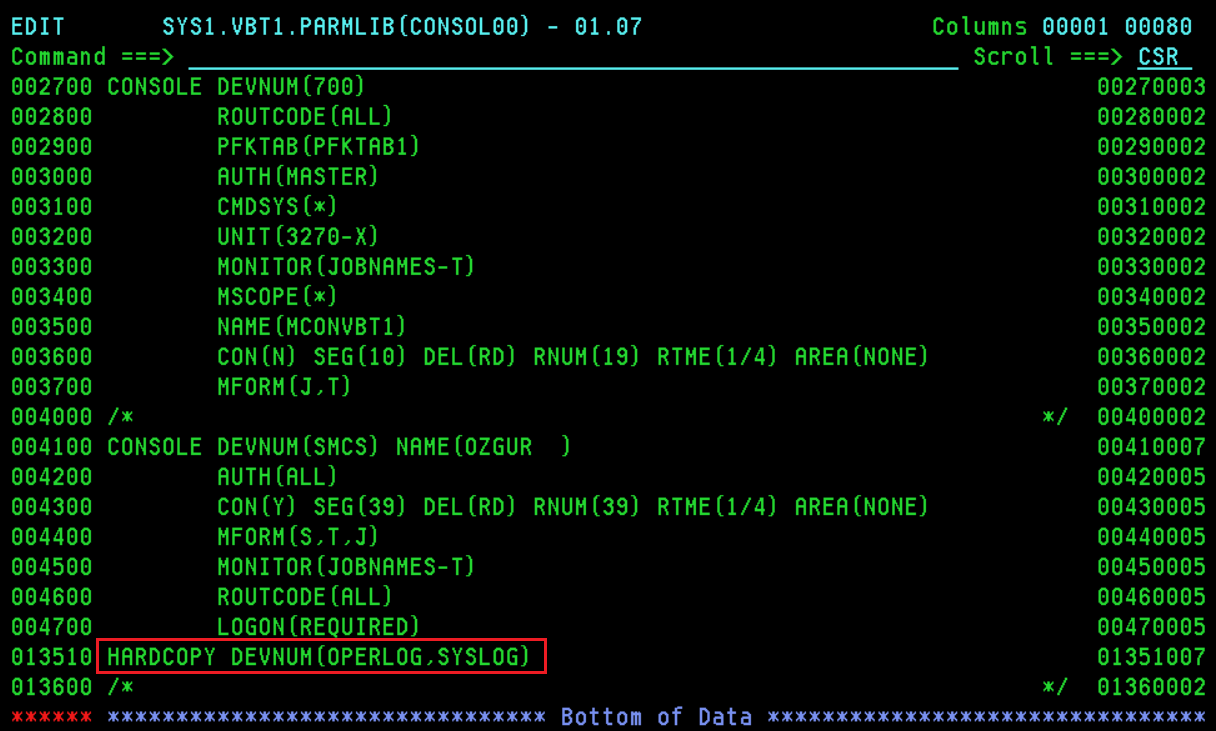 EDIT       SYS1.VBT1.PARMLIB(CONSOL00) - 01.07                     Columns 00001 00080
Command ===>                                                          Scroll ===> CSR
002700 CONSOLE DEVNUM(700)                                                     00270003
002800         ROUTCODE(ALL)                                                   00280002
002900         PFKTAB(PFKTAB1)                                                 00290002
003000         AUTH(MASTER)                                                    00300002
003100         CMDSYS(*)                                                       00310002
003200         UNIT(3270-X)                                                    00320002
003300         MONITOR(JOBNAMES-T)                                             00330002
003400         MSCOPE(*)                                                       00340002
003500         NAME(MCONVBT1)                                                  00350002
003600         CON(N) SEG(10) DEL(RD) RNUM(19) RTME(1/4) AREA(NONE)            00360002
003700         MFORM(J,T)                                                      00370002
004000 /*                                                                  */  00400002
004100 CONSOLE DEVNUM(SMCS) NAME(OZGUR  )                                      00410007
004200         AUTH(ALL)                                                       00420005
004300         CON(Y) SEG(39) DEL(RD) RNUM(39) RTME(1/4) AREA(NONE)            00430005
004400         MFORM(S,T,J)                                                    00440005
004500         MONITOR(JOBNAMES-T)                                             00450005
004600         ROUTCODE(ALL)                                                   00460005
004700         LOGON(REQUIRED)                                                 00470005
013510 HARDCOPY DEVNUM(OPERLOG,SYSLOG)                                         01351007
013600 /*                                                                  */  01360002
****** ******************************** Bottom of Data ********************************